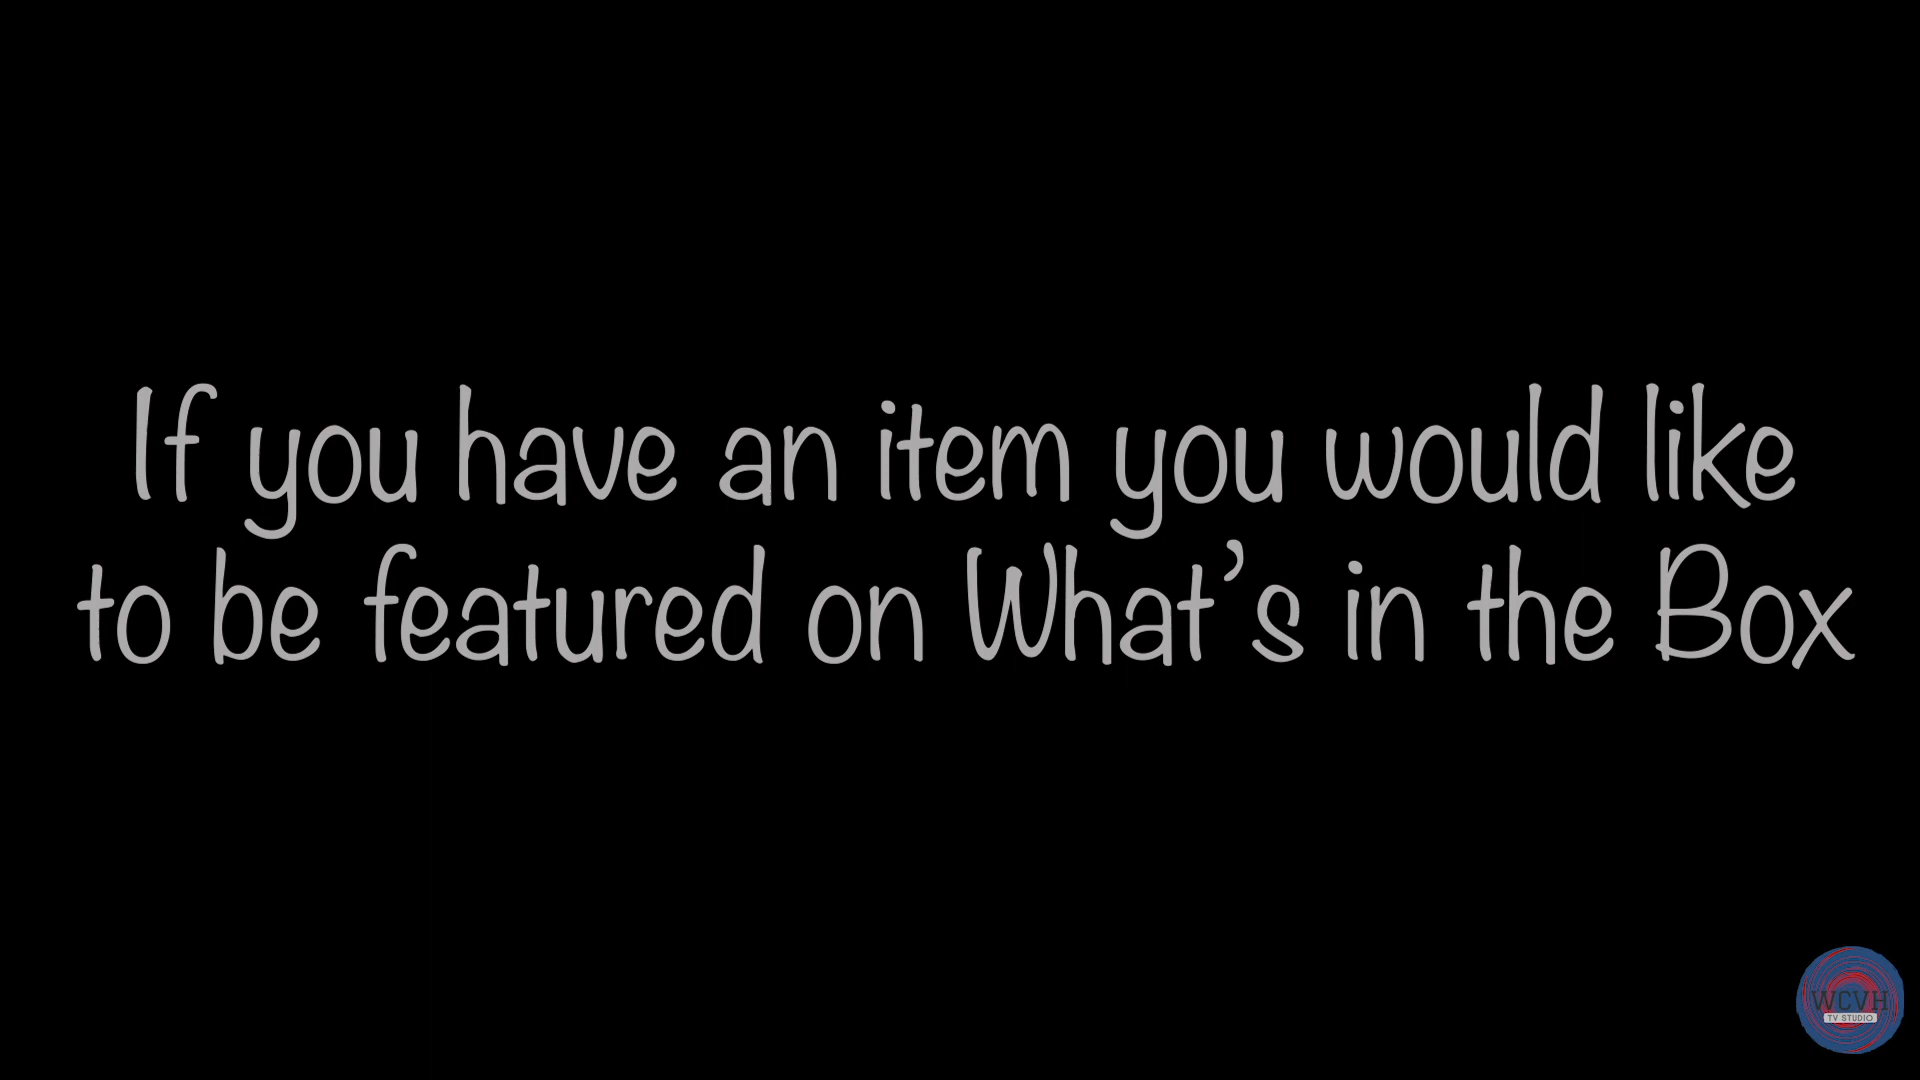 If you have an item you would like
to be featured on What’s in the Box
WCVH
TV STUDIO